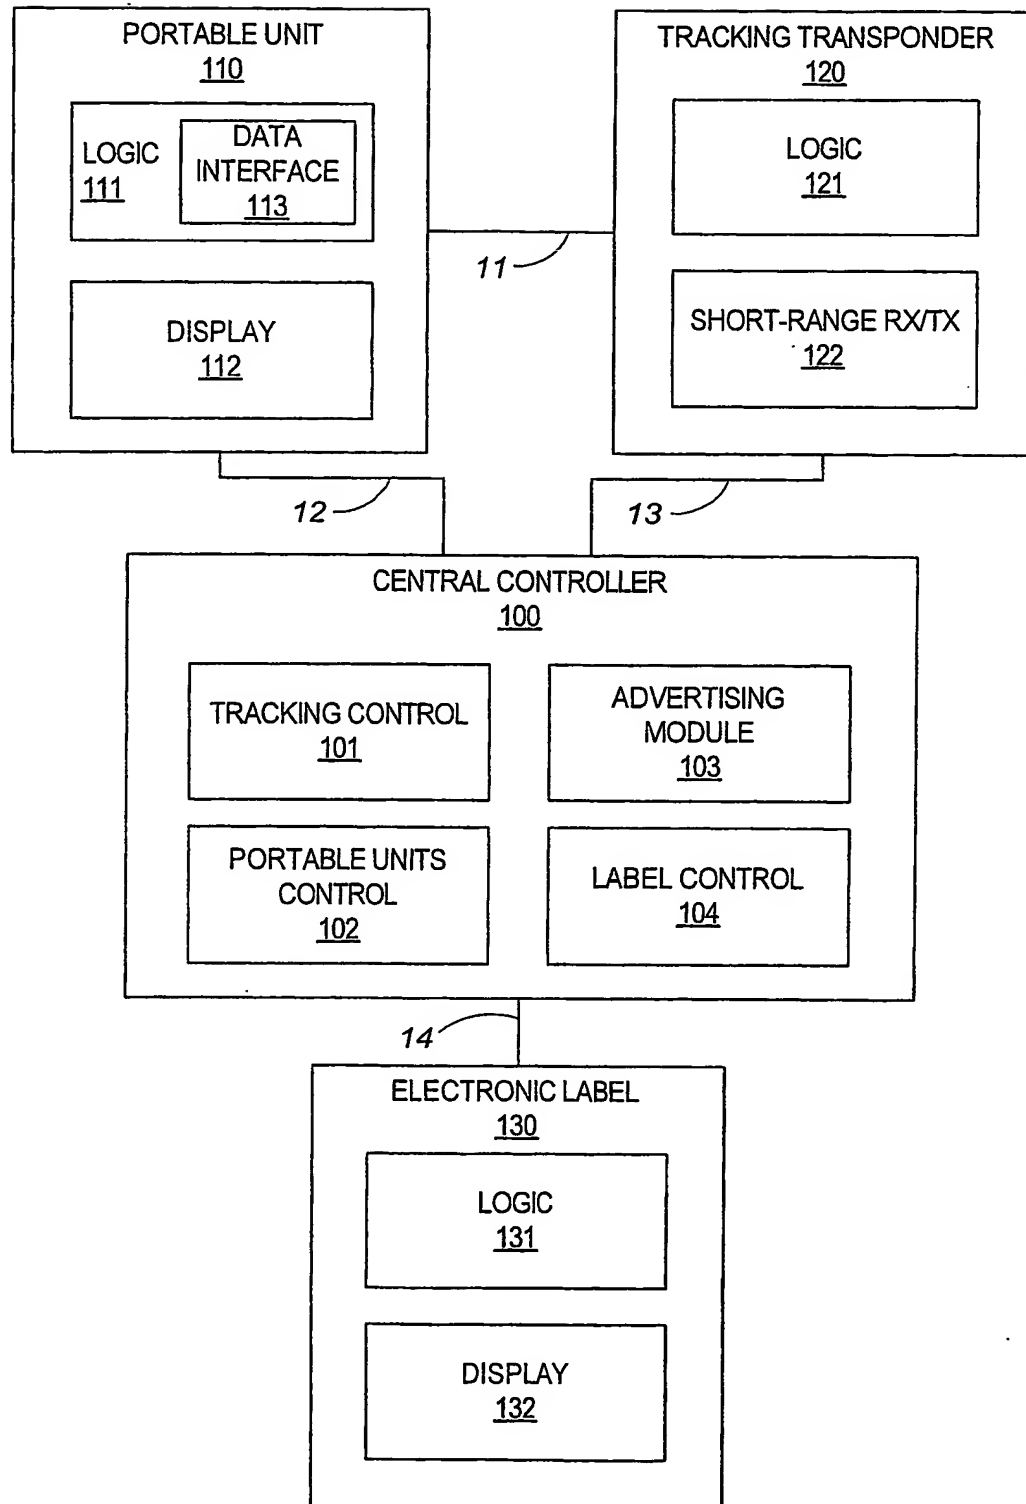 PORTABLE UNIT
110
LOGIC
111
DATA
INTERFACE
113
DISPLAY
112
TRACKING TRANSPONDER
120
LOGIC
121
SHORT-RANGE RX/TX
122
11
12
13
CENTRAL CONTROLLER
100
TRACKING CONTROL
101
ADVERTISING
MODULE
103
PORTABLE UNITS
CONTROL
102
LABEL CONTROL
104
14
ELECTRONIC LABEL
130
LOGIC
131
DISPLAY
132